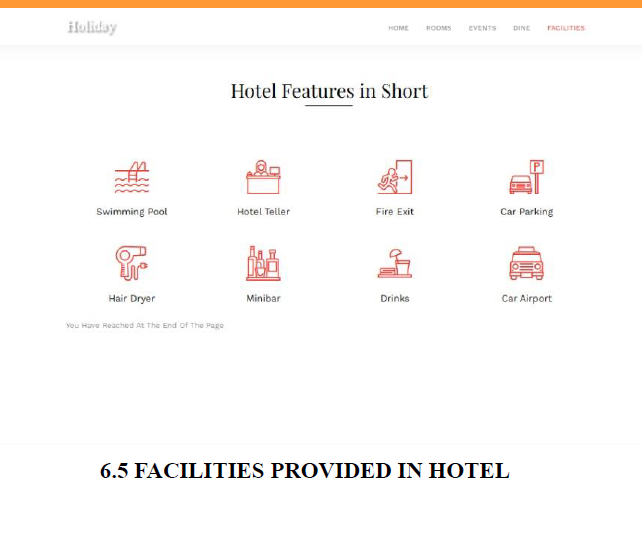 Holiday HOME ROOMS EVENTS DINE FACILITIES
Hotel Features in Short
P
Swimming Pool Hotel Teller Fire Exit Car Parking
Hair Dryer Minibar Drinks Car Airport
You Have Reached At The End Of The Page
6.5 FACILITIES PROVIDED IN HOTEL